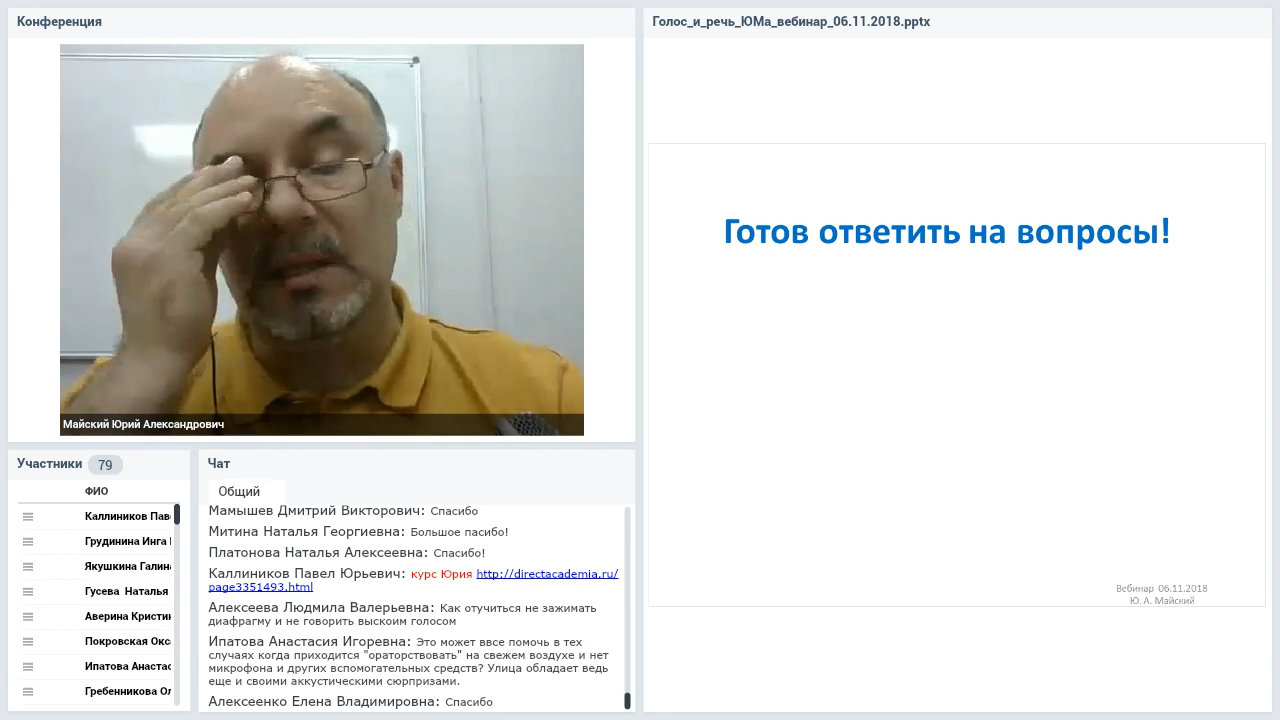 Конференция
Майский Юрий Александрович
Участники 79
ФИО
Каллиников Пав
Грудинина Инга
Якушкина Галина
Гусева Наталья
Аверина Кристин
Покровская Окс
Ипатова Анастас
Гребенникова Ол
Чат
Общий
Мамышев Дмитрий Викторович: Спасибо
Митина Наталья Георгиевна: Большое пасибо!
Платонова Наталья Алексеевна: Спасибо!
Каллиников Павел Юрьевич: курс Юрия http://directacademia.ru/
page3351493.html
Алексеева Людмила Валерьевна: Как отучиться не зажимать
диафрагму и не говорить выскоим голосом
Ипатова Анастасия Игоревна: Это может ввсе помочь в тех
случаях когда приходится "ораторствовать" на свежем воздухе и нет
микрофона и других вспомогательных средств? Улица обладает ведь
еще и своими аккустическими сюрпризами.
Алексеенко Елена Владимировна: Спасибо
Голос_и_речь_ЮМа_вебинар_06.11.2018.pptx
Готов ответить на вопросы!
Вебинар 06.11.2018
Ю. А. Майский